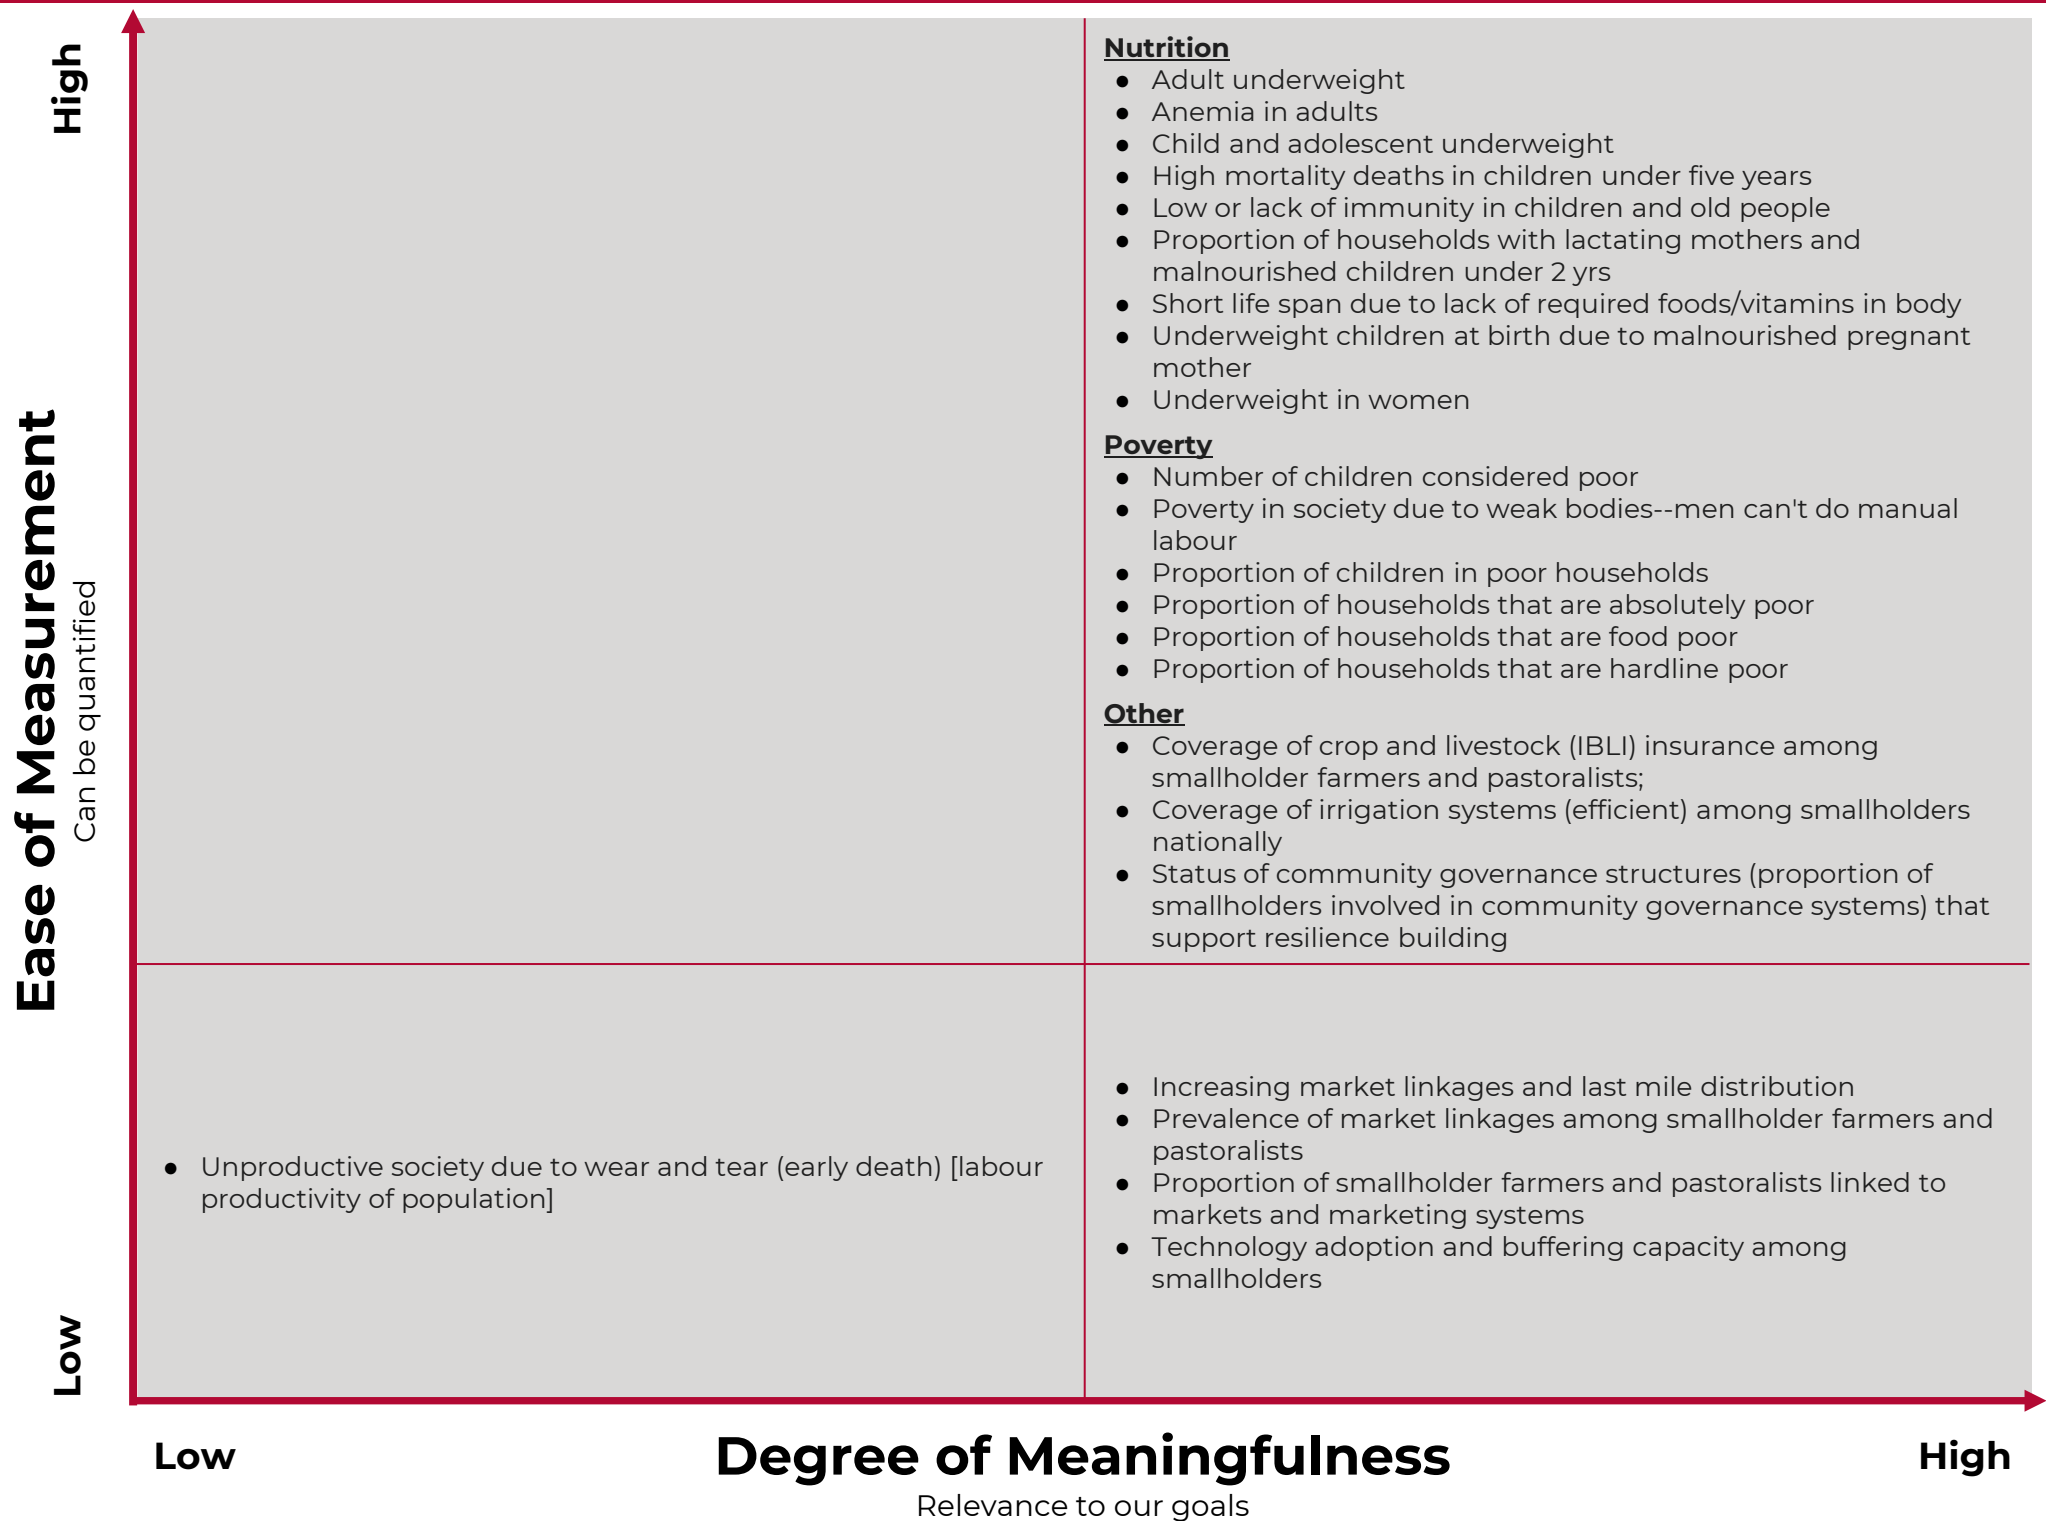 High
Ease of Measurement
Can be quantified
Low
Nutrition
● Adult underweight
● Anemia in adults
● Child and adolescent underweight
● High mortality deaths in children under five years
● Low or lack of immunity in children and old people
● Proportion of households with lactating mothers and
malnourished children under 2 yrs
● Short life span due to lack of required foods/vitamins in body
● Underweight children at birth due to malnourished pregnant
mother
● Underweight in women
Poverty
● Number of children considered poor
● Poverty in society due to weak bodies--men can't do manual
labour
● Proportion of children in poor households
● Proportion of households that are absolutely poor
● Proportion of households that are food poor
● Proportion of households that are hardline poor
Other
● Coverage of crop and livestock (IBLI) insurance among
smallholder farmers and pastoralists;
● Coverage of irrigation systems (efficient) among smallholders
nationally
● Status of community governance structures (proportion of
smallholders involved in community governance systems) that
support resilience building
● Unproductive society due to wear and tear (early death) [labour
productivity of population]
● Increasing market linkages and last mile distribution
● Prevalence of market linkages among smallholder farmers and
pastoralists
● Proportion of smallholder farmers and pastoralists linked to
markets and marketing systems
● Technology adoption and buffering capacity among
smallholders
Low
Degree of Meaningfulness
High
Relevance to our goals